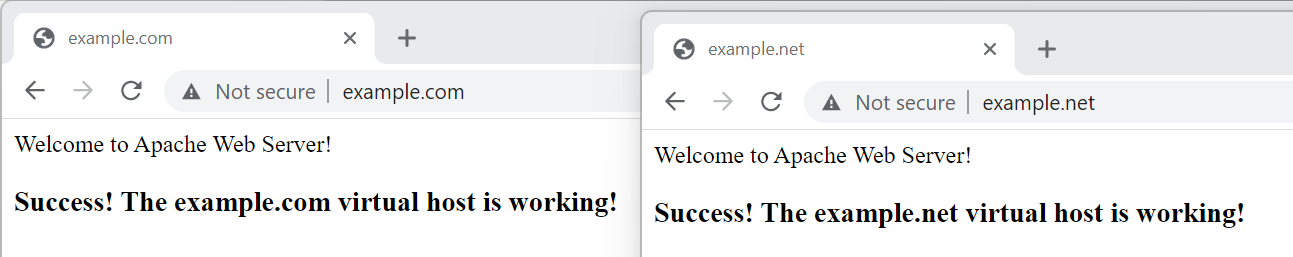 example.com
Not secure | example.com
Welcome to Apache Web Server!
Success! The example.com virtual host is working!
example.net
Not secure | example.net
Welcome to Apache Web Server!
Success! The example.net virtual host is working!